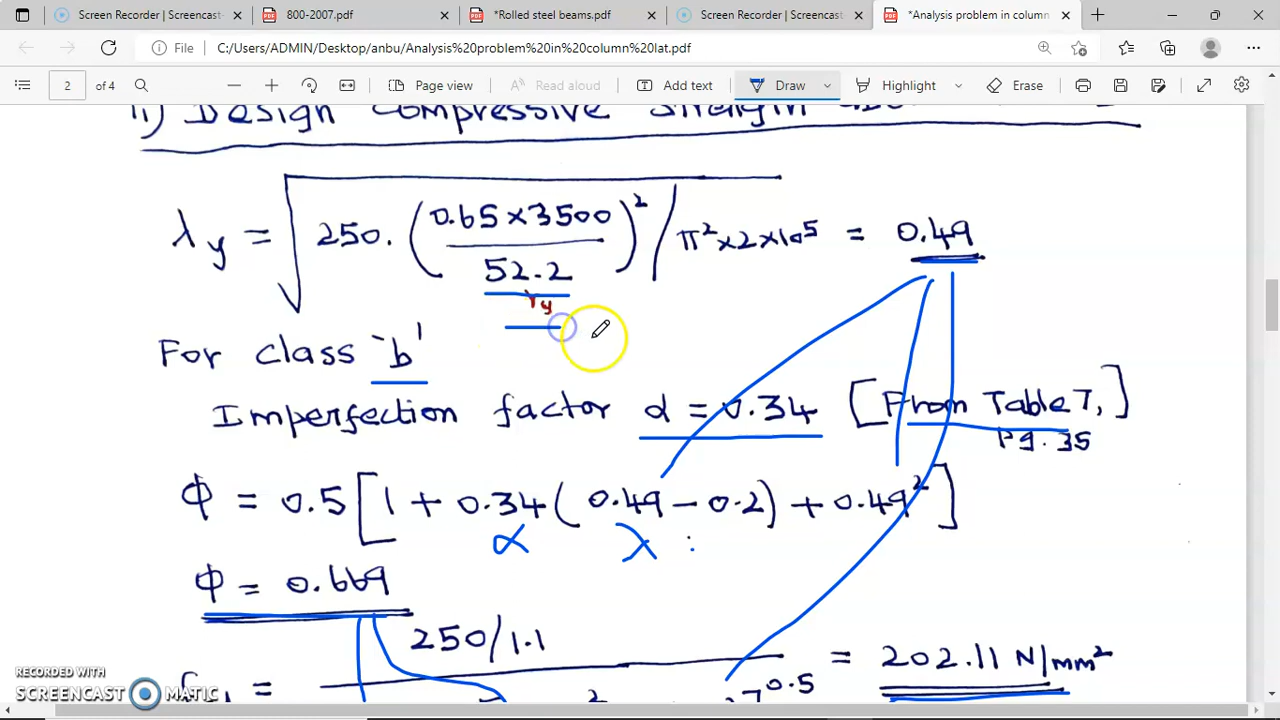 Screen Recorder | Screencast- 800-2007.pdf *Rolled steel beams.pdf Screen Recorder | Screencast- *Analysis problem in column
File C:/Users/ADMIN/Desktop/anbu/Analysis%20problem%20in%20column%20lat.pdf
2 of 4 Page view Read aloud Add text Draw Highlight Erase
ii) Design Compressive Strength
λy = √250.(0.65×3500/52.2)²/π²×2×10⁵ = 0.49
ry
For class `b'
Imperfection factor α = 0.34 [From Table 7,]
Pg. 35
Φ = 0.5[1 + 0.34(0.49 − 0.2) + 0.49²]
α λ
Φ = 0.669
250/1.1
= 202.11 N/mm²
0.5
RECORDED WITH
SCREENCAST MATIC